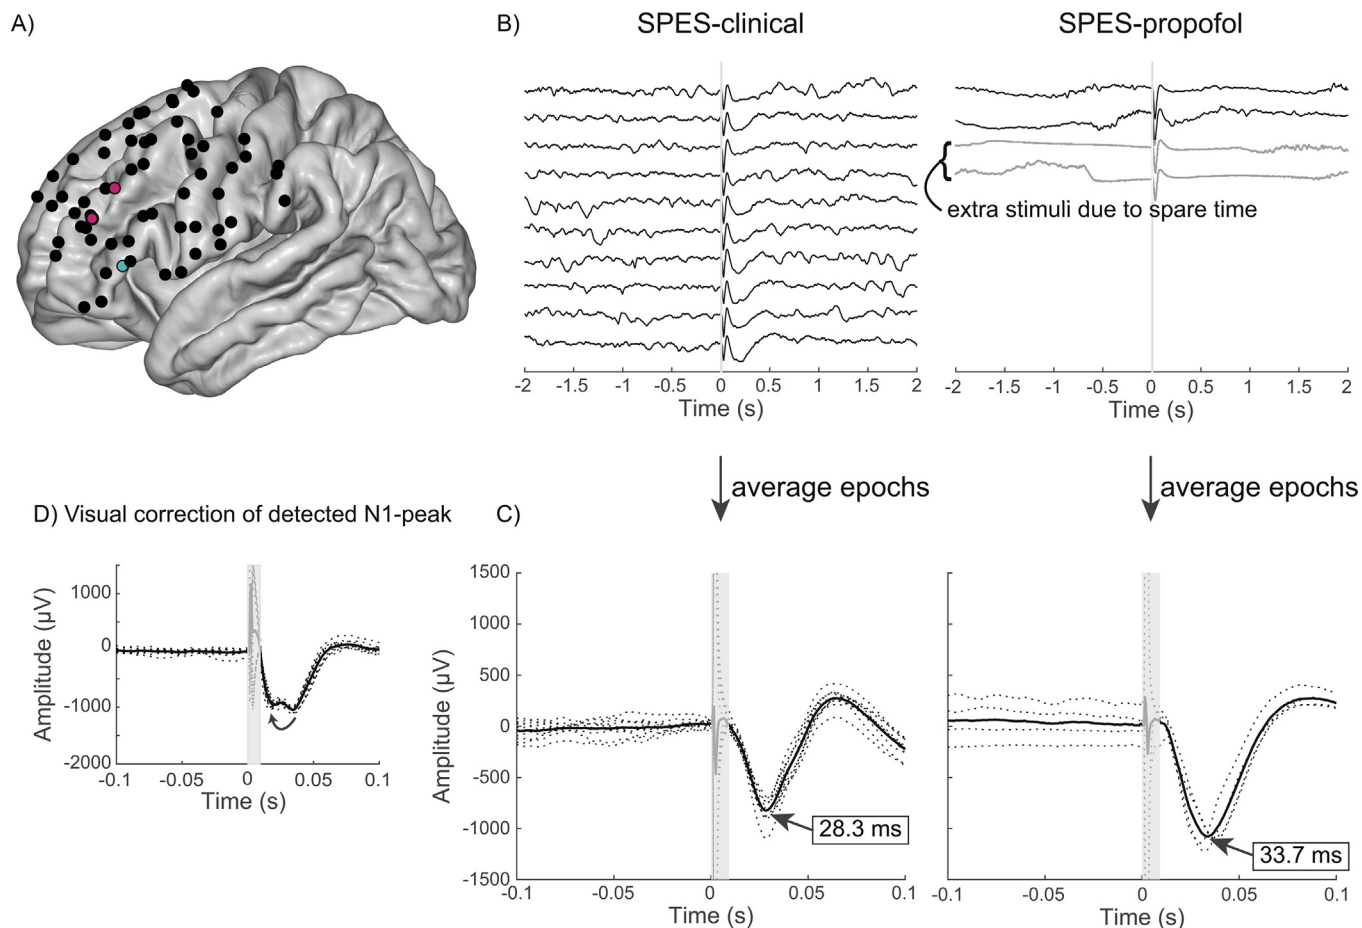 A)
B)
SPES-clinical
SPES-propofol
{
extra stimuli due to spare time
-2 -1.5 -1 -0.5 0 0.5 1 1.5 2
Time (s)
-2 -1.5 -1 -0.5 0 0.5 1 1.5 2
Time (s)
average epochs
average epochs
D) Visual correction of detected N1-peak
Amplitude (µV)
1000
0
-1000
-2000
-0.1 -0.05 0 0.05 0.1
Time (s)
C)
Amplitude (µV)
1500
1000
500
0
-500
-1000
-1500
28.3 ms
-0.1 -0.05 0 0.05 0.1
Time (s)
33.7 ms
-0.1 -0.05 0 0.05 0.1
Time (s)